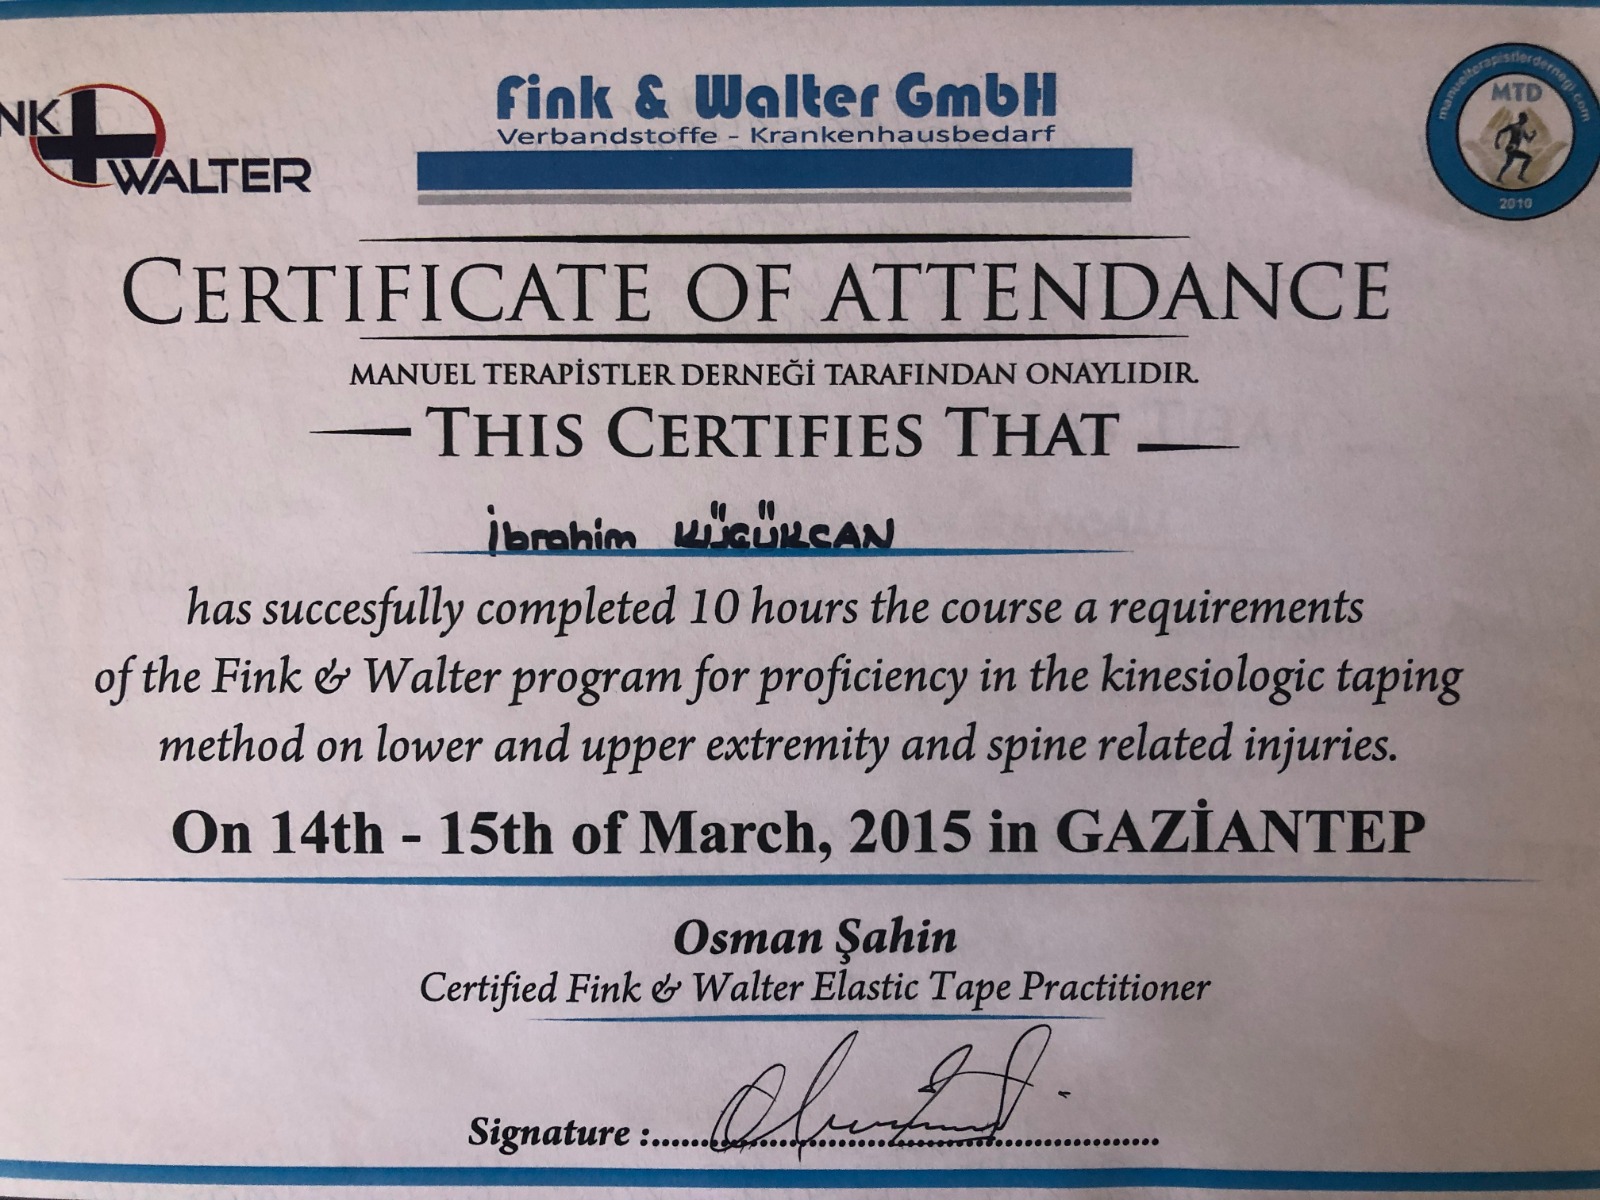 NK
WALTER
Fink & Walter GmbH
Verbandstoffe - Krankenhausbedarf
manuelterapistlerdernegi.com
MTD
2010
CERTIFICATE OF ATTENDANCE
MANUEL TERAPİSTLER DERNEĞİ TARAFINDAN ONAYLIDIR.
THIS CERTIFIES THAT
İbrahim KÜÇÜKCAN
has succesfully completed 10 hours the course a requirements
of the Fink & Walter program for proficiency in the kinesiologic taping
method on lower and upper extremity and spine related injuries.
On 14th - 15th of March, 2015 in GAZİANTEP
Osman Şahin
Certified Fink & Walter Elastic Tape Practitioner
Signature :